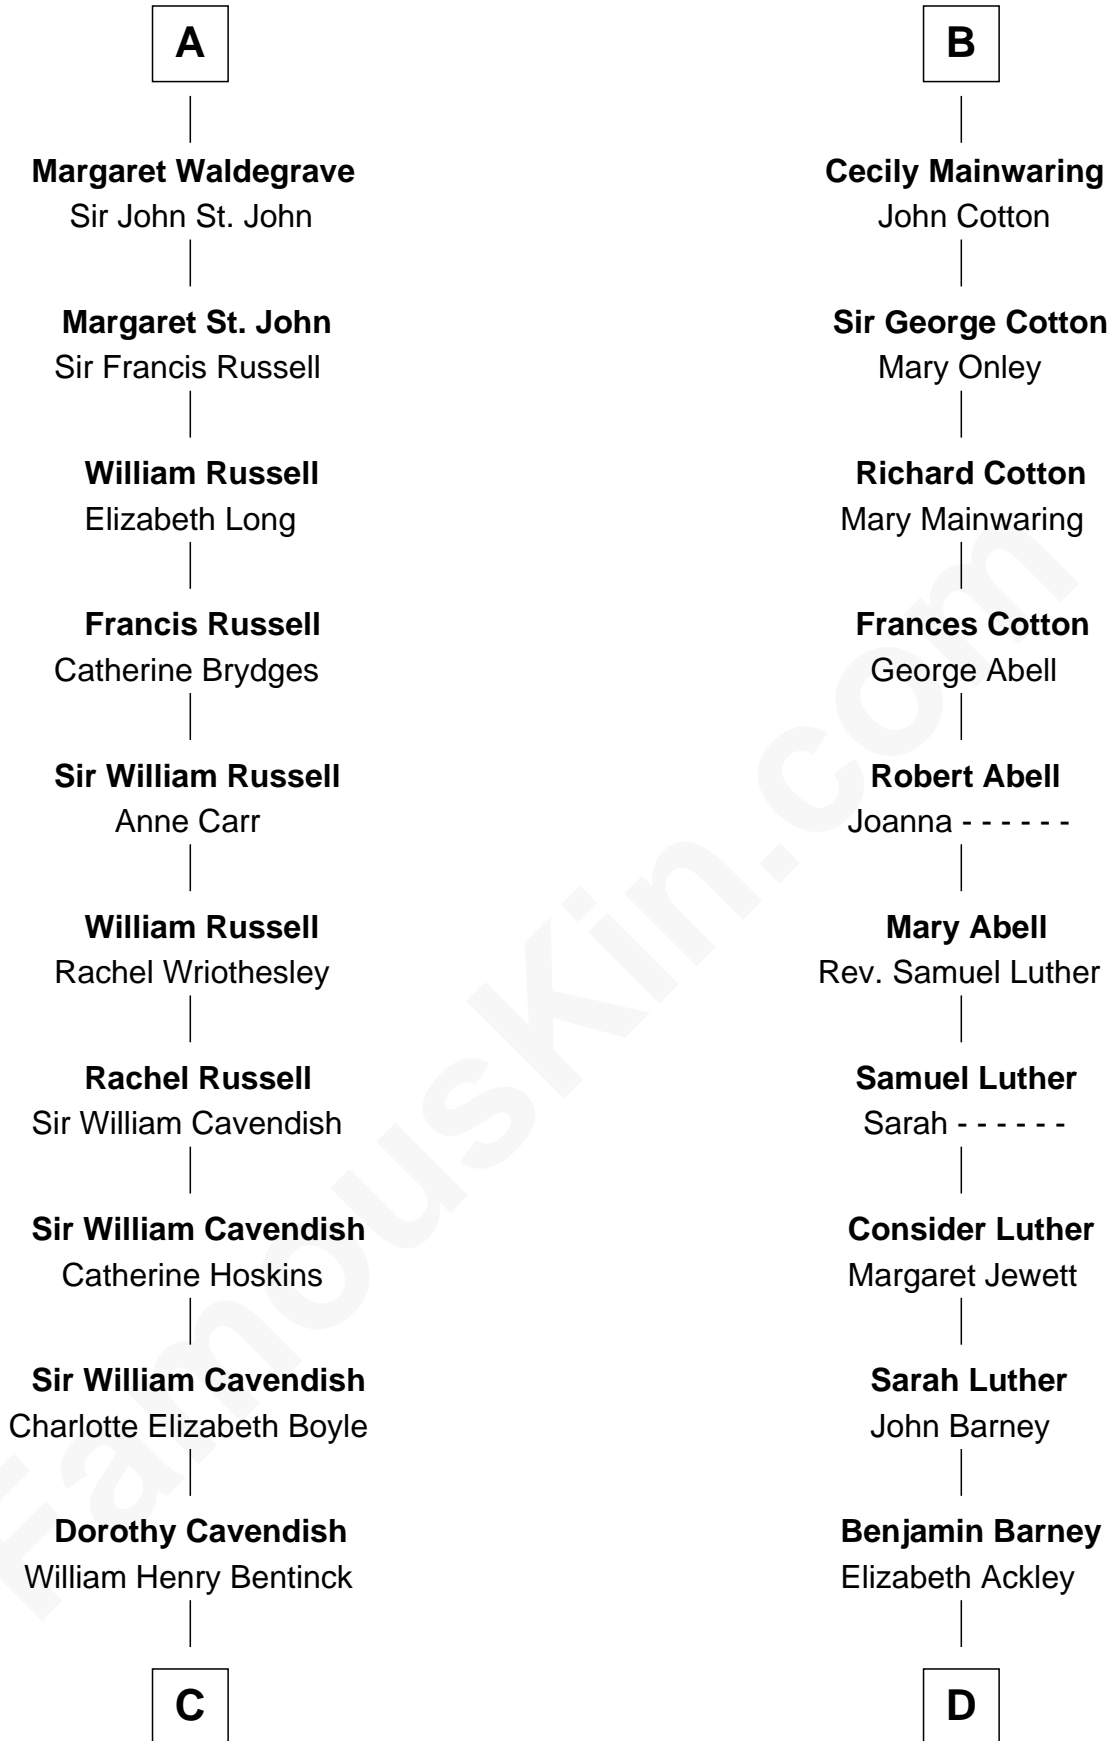 A
Margaret Waldegrave
Sir John St. John
Margaret St. John
Sir Francis Russell
William Russell
Elizabeth Long
Francis Russell
Catherine Brydges
Sir William Russell
Anne Carr
William Russell
Rachel Wriothesley
Rachel Russell
Sir William Cavendish
Sir William Cavendish
Catherine Hoskins
Sir William Cavendish
Charlotte Elizabeth Boyle
Dorothy Cavendish
William Henry Bentinck
C
B
Cecily Mainwaring
John Cotton
Sir George Cotton
Mary Onley
Richard Cotton
Mary Mainwaring
Frances Cotton
George Abell
Robert Abell
Joanna - - - - - -
Mary Abell
Rev. Samuel Luther
Samuel Luther
Sarah - - - - - -
Consider Luther
Margaret Jewett
Sarah Luther
John Barney
Benjamin Barney
Elizabeth Ackley
D
FamousKin.com